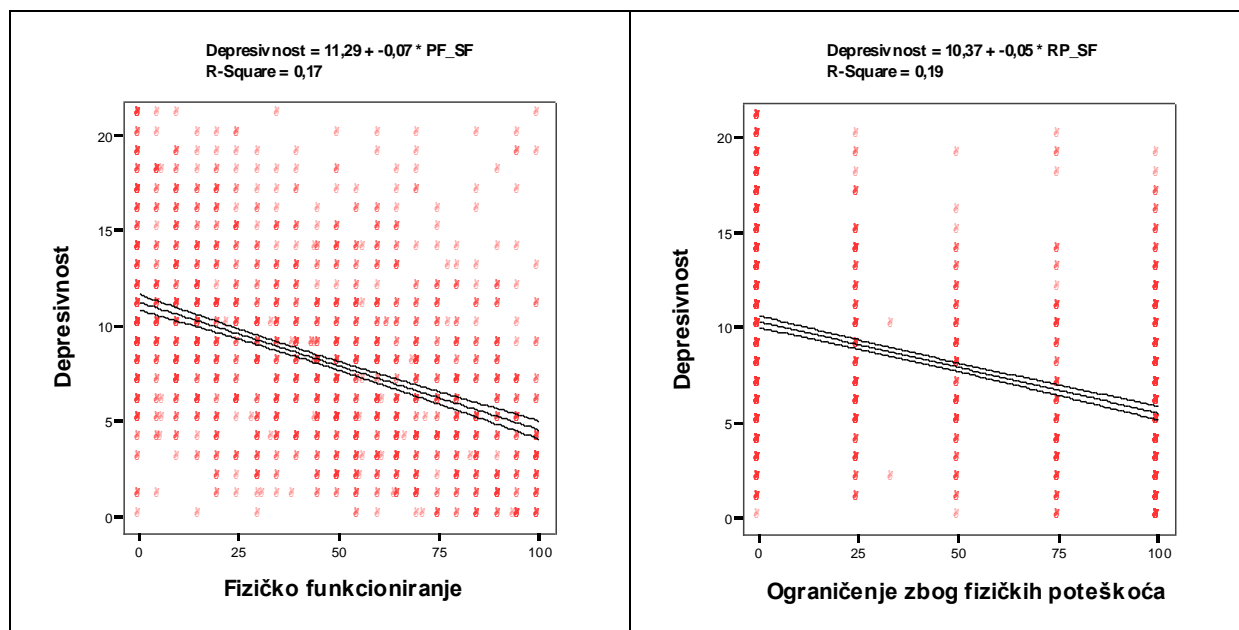 Depresivnost = 11,29 + -0,07 * PF_SF
R-Square = 0,17
Depresivnost
20
15
10
5
0
0 25 50 75 100
Fizičko funkcioniranje
Depresivnost = 10,37 + -0,05 * RP_SF
R-Square = 0,19
Depresivnost
20
15
10
5
0
0 25 50 75 100
Ograničenje zbog fizičkih poteškoća